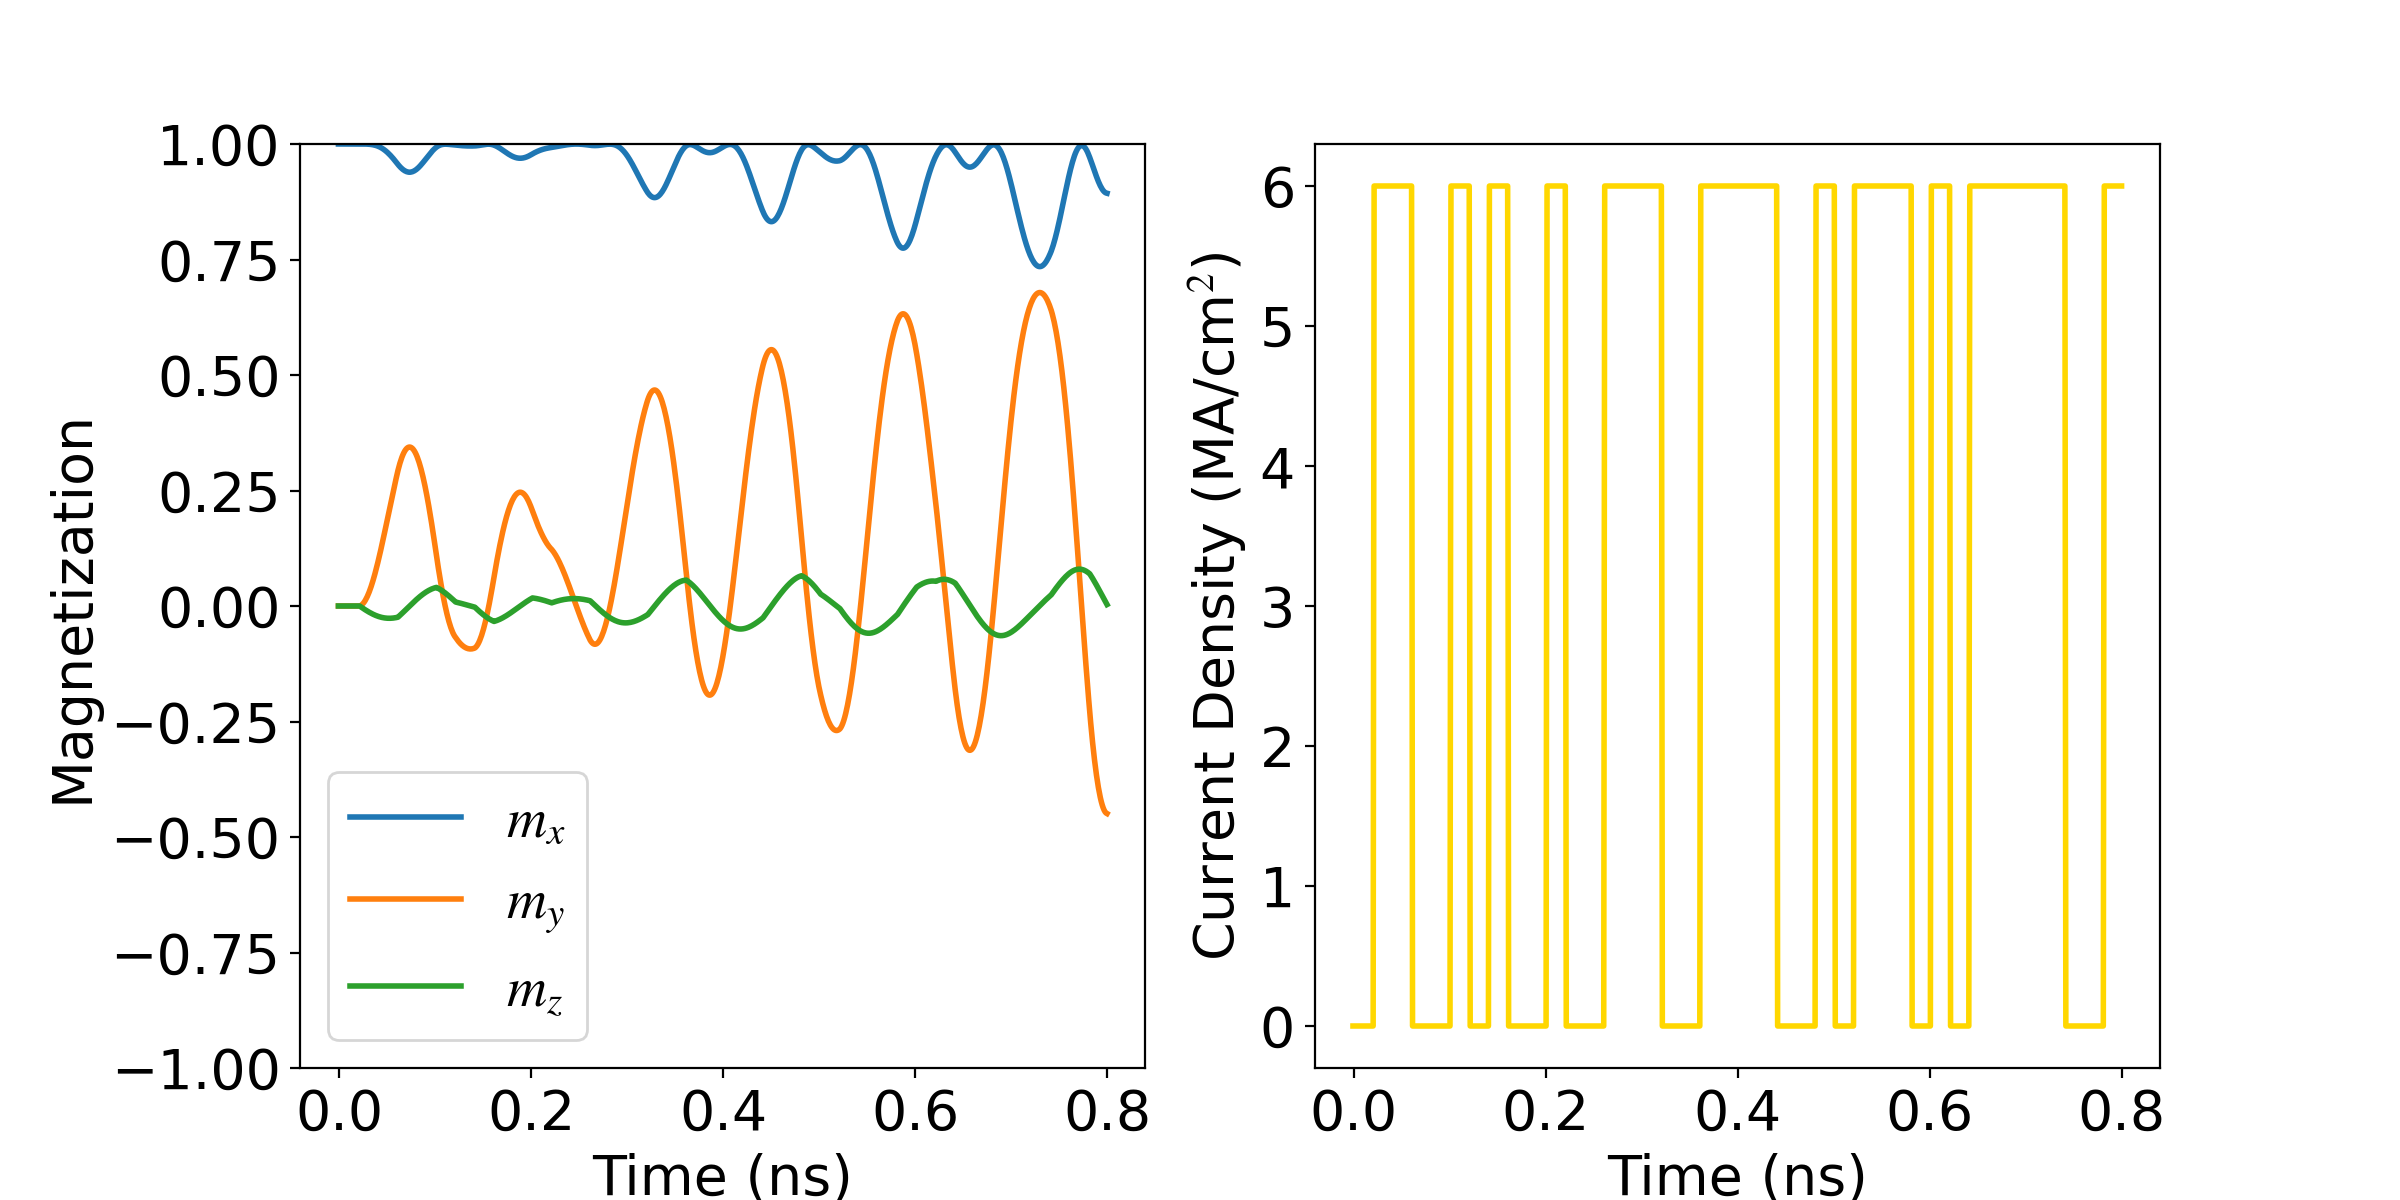 Magnetization
1.00
0.75
0.50
0.25
0.00
−0.25
−0.50
−0.75
−1.00
m_x
m_y
m_z
0.0 0.2 0.4 0.6 0.8
Time (ns)
Current Density (MA/cm²)
6
5
4
3
2
1
0
0.0 0.2 0.4 0.6 0.8
Time (ns)